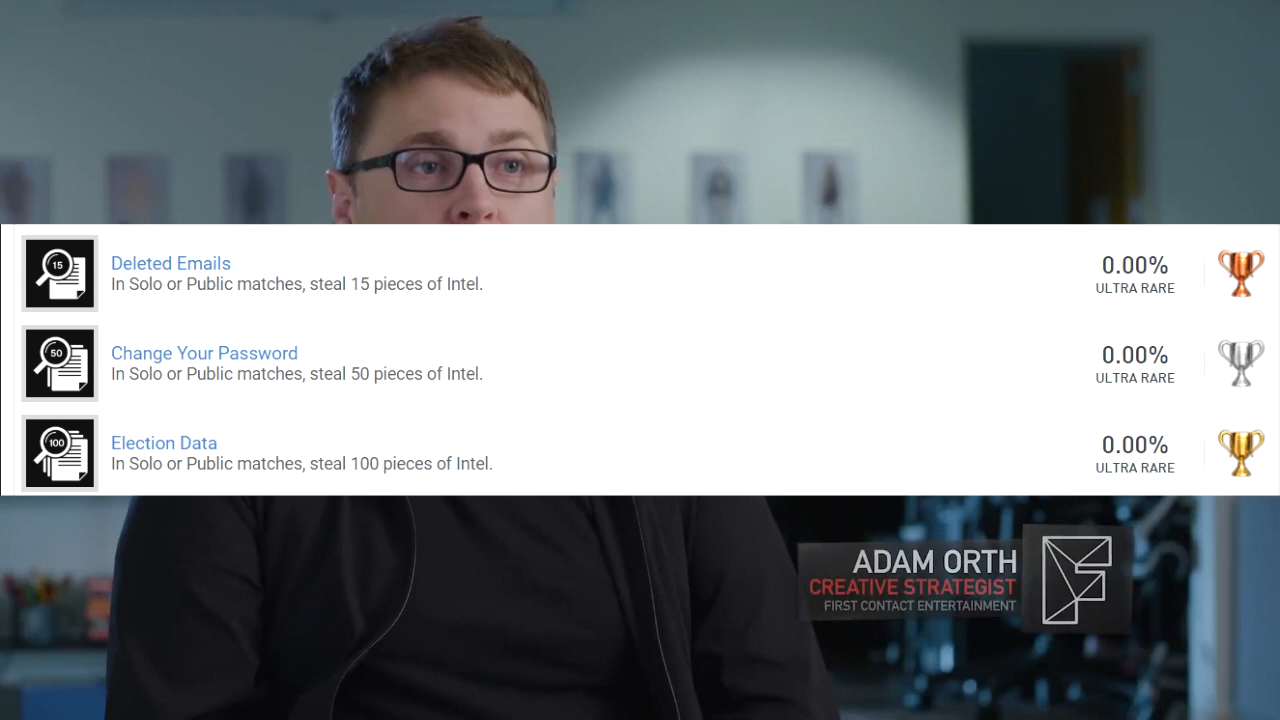 15
Deleted Emails
In Solo or Public matches, steal 15 pieces of Intel.
0.00%
ULTRA RARE
50
Change Your Password
In Solo or Public matches, steal 50 pieces of Intel.
0.00%
ULTRA RARE
100
Election Data
In Solo or Public matches, steal 100 pieces of Intel.
0.00%
ULTRA RARE
ADAM ORTH
CREATIVE STRATEGIST
FIRST CONTACT ENTERTAINMENT